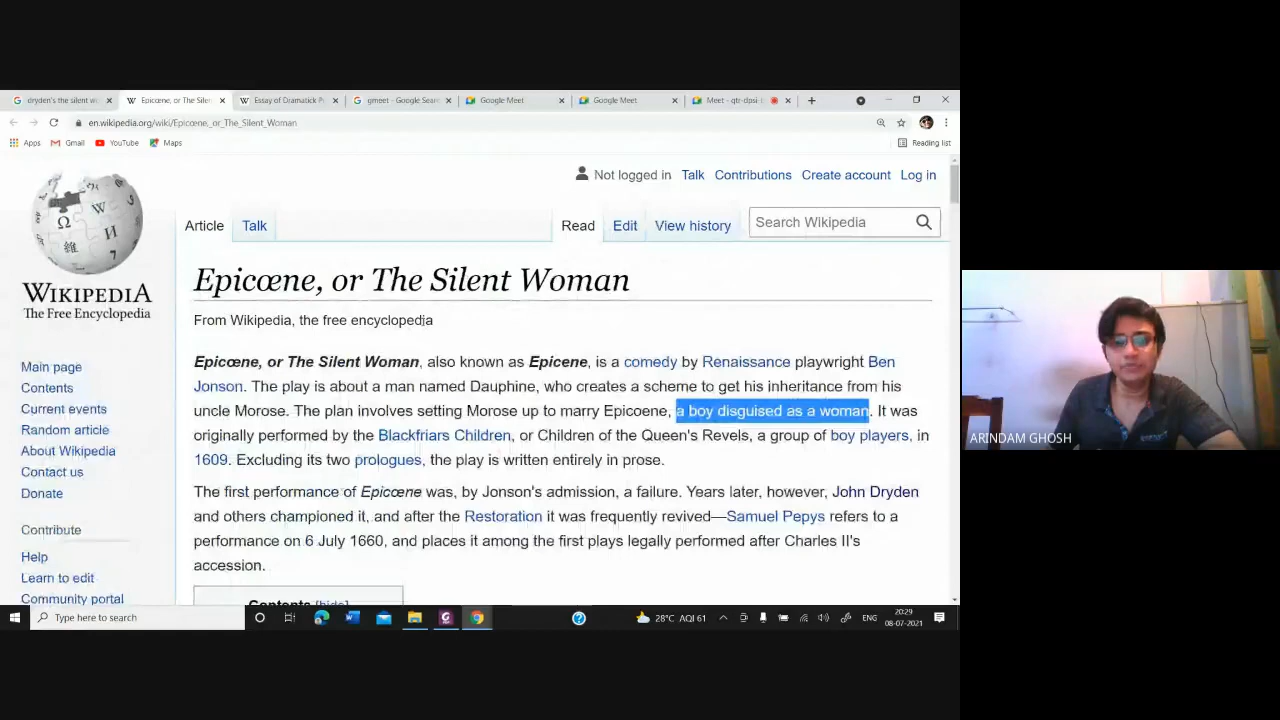 dryden's the silent w
Epicœne, or The Silen
Essay of Dramatick P
gmeet - Google Sear
Google Meet
Google Meet
Meet - qtr-dpsi-
en.wikipedia.org/wiki/Epicœne,_or_The_Silent_Woman
Apps
Gmail
YouTube
Maps
Reading list
Not logged in Talk Contributions Create account Log in
Article Talk
Read Edit View history
Search Wikipedia
WIKIPEDIA
The Free Encyclopedia
Main page
Contents
Current events
Random article
About Wikipedia
Contact us
Donate
Contribute
Help
Learn to edit
Community portal
Epicœne, or The Silent Woman
From Wikipedia, the free encyclopedia
Epicœne, or The Silent Woman, also known as Epicene, is a comedy by Renaissance playwright Ben
Jonson. The play is about a man named Dauphine, who creates a scheme to get his inheritance from his
uncle Morose. The plan involves setting Morose up to marry Epicoene, a boy disguised as a woman. It was
originally performed by the Blackfriars Children, or Children of the Queen's Revels, a group of boy players, in
1609. Excluding its two prologues, the play is written entirely in prose.
The first performance of Epicœne was, by Jonson's admission, a failure. Years later, however, John Dryden
and others championed it, and after the Restoration it was frequently revived—Samuel Pepys refers to a
performance on 6 July 1660, and places it among the first plays legally performed after Charles II's
accession.
Contents [hide]
Type here to search
28°C AQI 61
ENG
20:29
08-07-2021
ARINDAM GHOSH